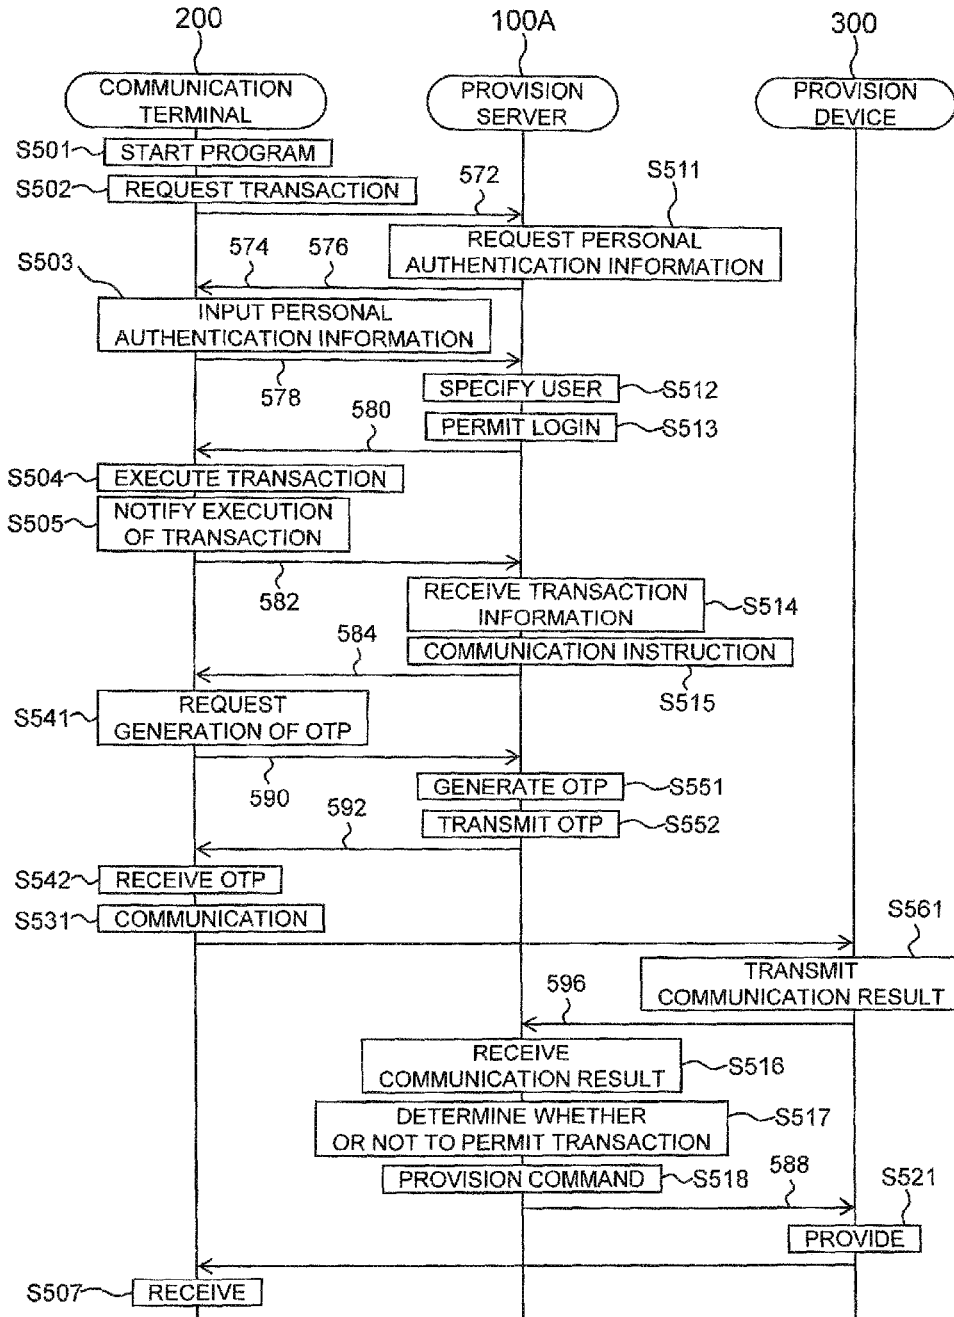 200
100A
300
COMMUNICATION
TERMINAL
PROVISION
SERVER
PROVISION
DEVICE
S501
START PROGRAM
S502
REQUEST TRANSACTION
572
S511
REQUEST PERSONAL
AUTHENTICATION INFORMATION
S503
574
576
INPUT PERSONAL
AUTHENTICATION INFORMATION
578
SPECIFY USER
S512
580
PERMIT LOGIN
S513
S504
EXECUTE TRANSACTION
S505
NOTIFY EXECUTION
OF TRANSACTION
582
RECEIVE TRANSACTION
INFORMATION
S514
584
COMMUNICATION INSTRUCTION
S515
S541
REQUEST
GENERATION OF OTP
590
GENERATE OTP
S551
592
TRANSMIT OTP
S552
S542
RECEIVE OTP
S531
COMMUNICATION
S561
TRANSMIT
COMMUNICATION RESULT
596
RECEIVE
COMMUNICATION RESULT
S516
DETERMINE WHETHER
OR NOT TO PERMIT TRANSACTION
S517
PROVISION COMMAND
S518
588
S521
PROVIDE
S507
RECEIVE